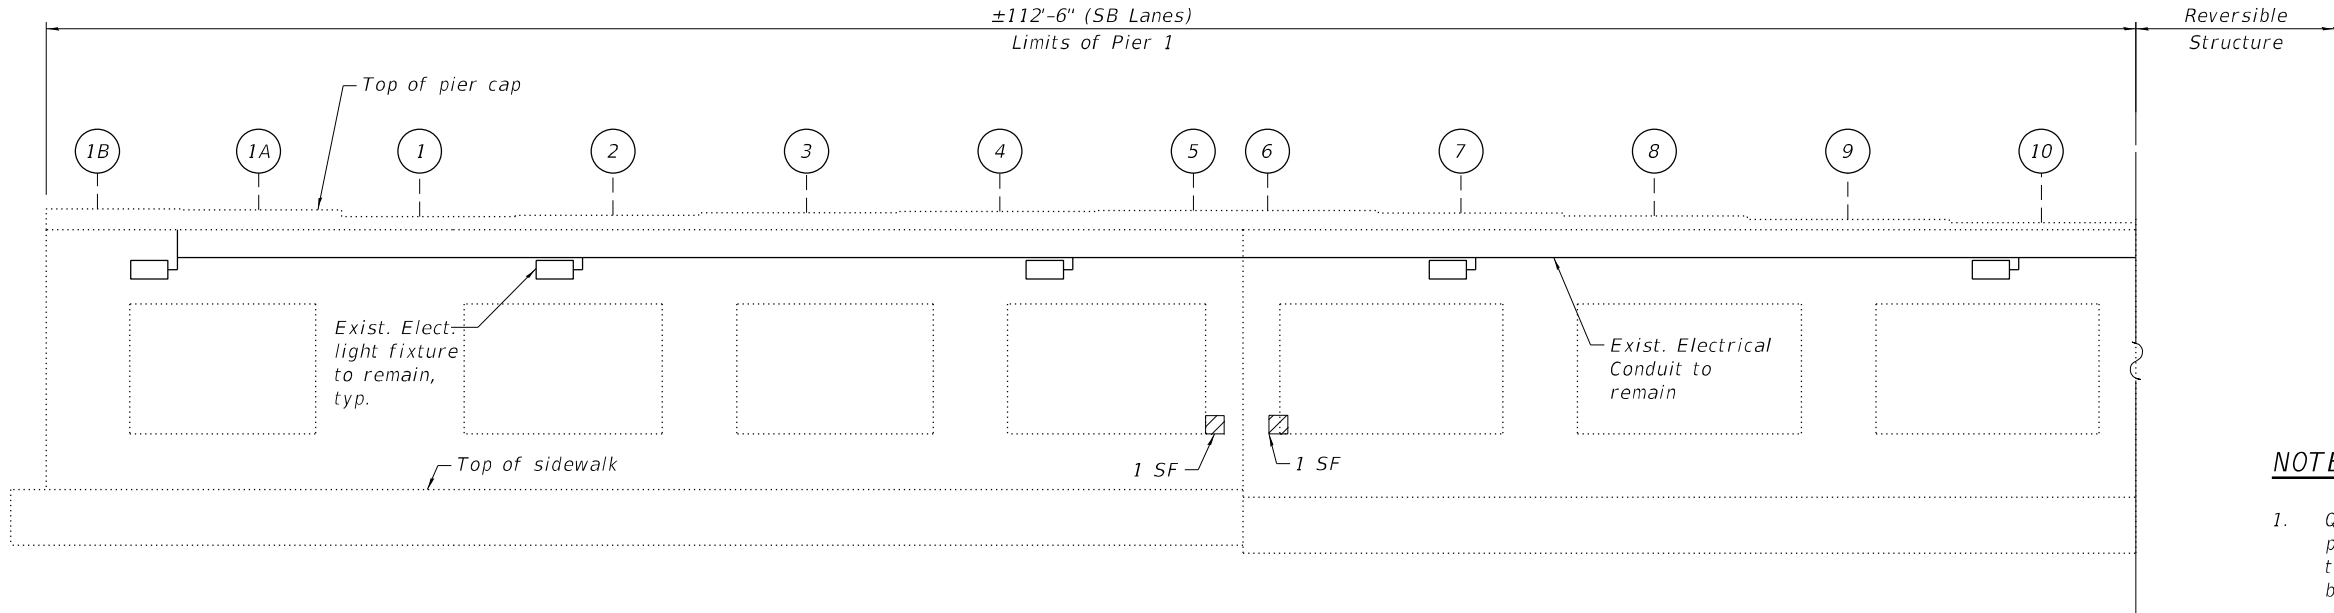 ±112'-6" (SB Lanes)
Limits of Pier 1
Reversible
Structure
Top of pier cap
1B
1A
1
2
3
4
5
6
7
8
9
10
Exist. Elect.
light fixture
to remain,
typ.
Exist. Electrical
Conduit to
remain
Top of sidewalk
1 SF
1 SF
NOTE
1.